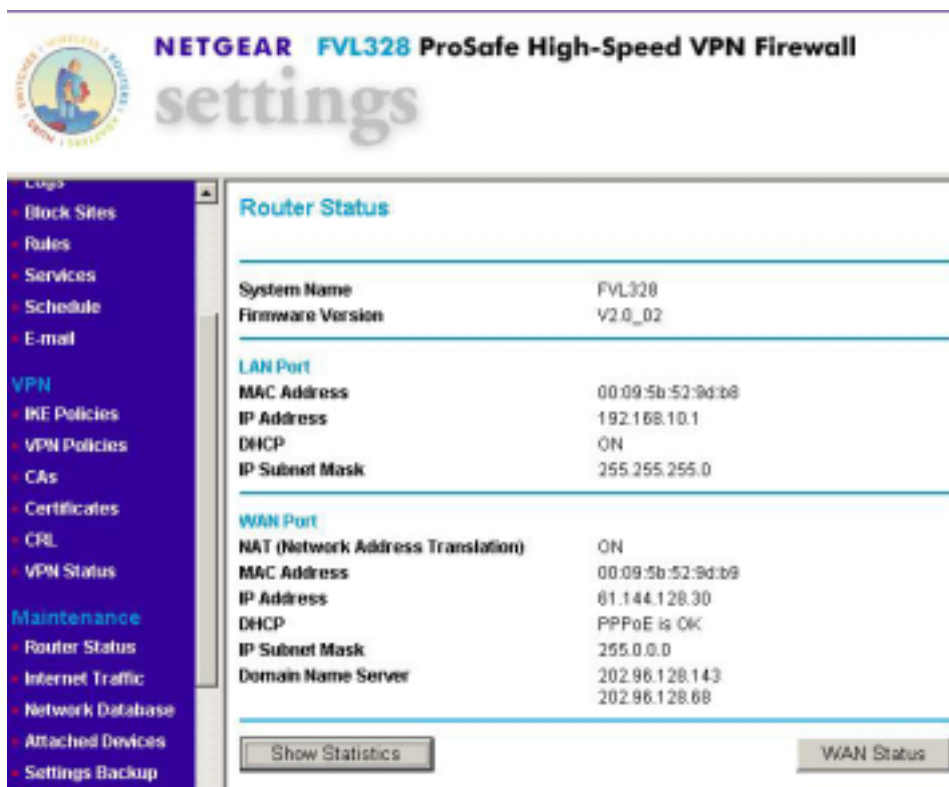 NETGEAR FVL328 ProSafe High-Speed VPN Firewall
settings
SWITCHES | WIRELESS | ROUTERS | ADAPTERS | HUBS
Logs
Block Sites
Rules
Services
Schedule
E-mail
VPN
IKE Policies
VPN Policies
CAs
Certificates
CRL
VPN Status
Maintenance
Router Status
Internet Traffic
Network Database
Attached Devices
Settings Backup
Router Status
System Name FVL328
Firmware Version V2.0_02
LAN Port
MAC Address 00:09:5b:52:9d:b8
IP Address 192.168.10.1
DHCP ON
IP Subnet Mask 255.255.255.0
WAN Port
NAT (Network Address Translation) ON
MAC Address 00:09:5b:52:9d:b9
IP Address 61.144.128.30
DHCP PPPoE is OK
IP Subnet Mask 255.0.0.0
Domain Name Server 202.96.128.143
202.96.128.68
Show Statistics
WAN Status